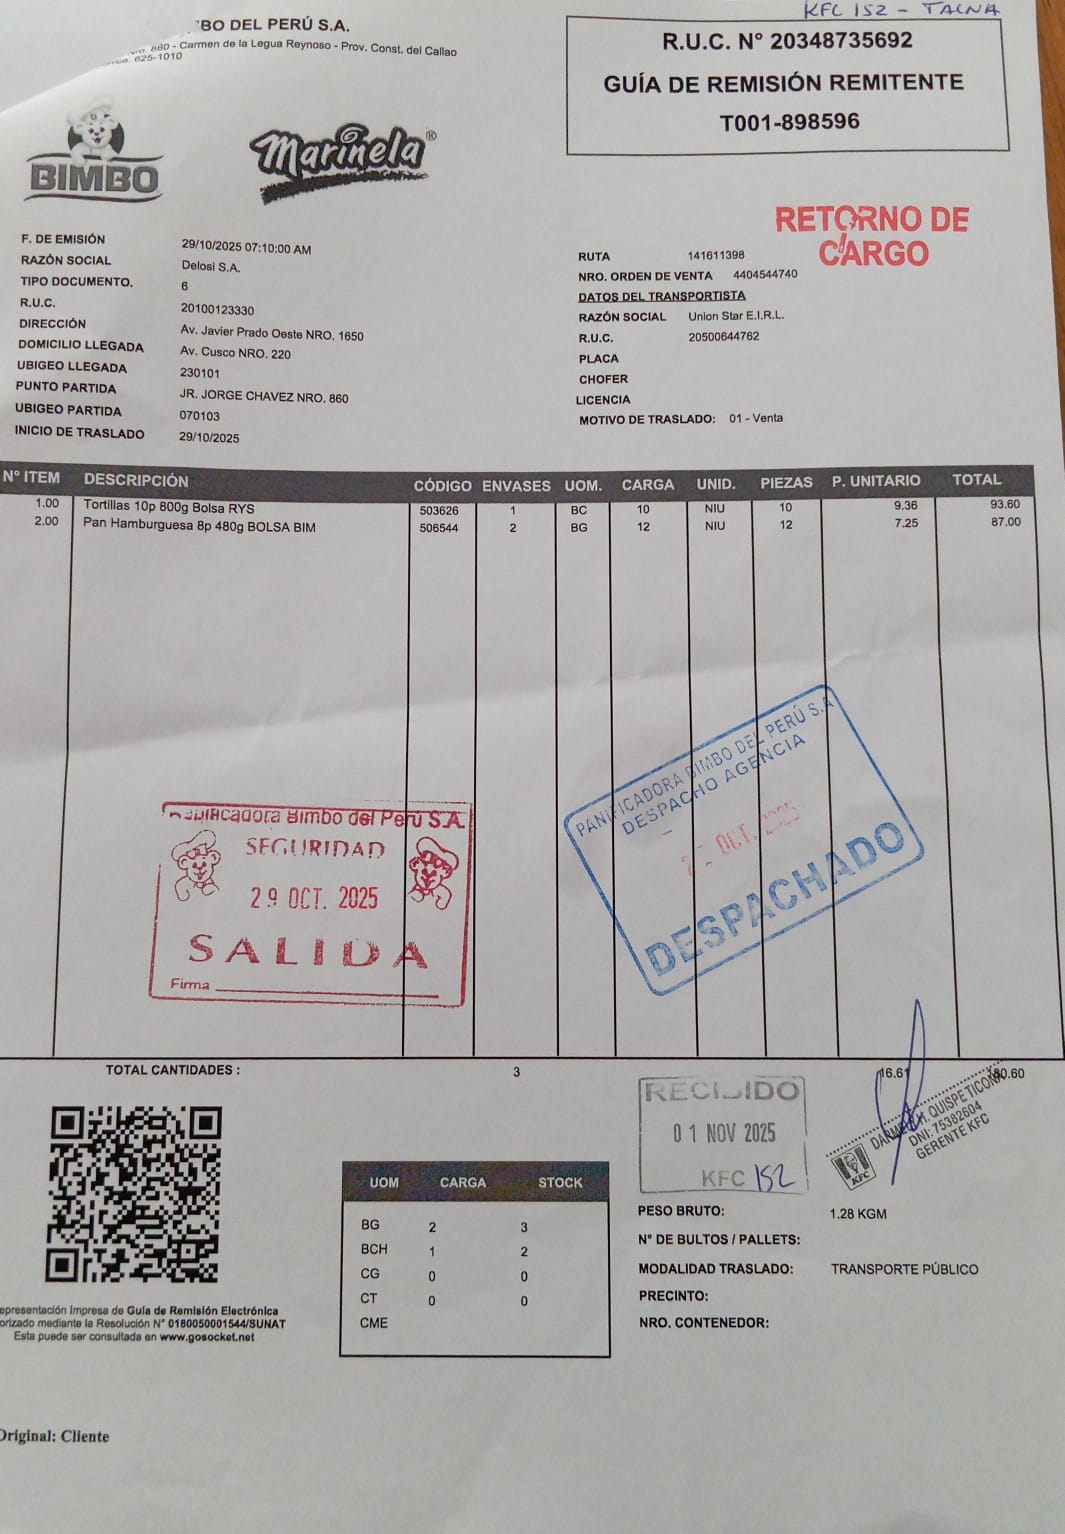 KFC 152 - TACNA
BO DEL PERÚ S.A.
Nro. 860 - Carmen de la Legua Reynoso - Prov. Const. del Callao
625-1010
R.U.C. N° 20348735692
GUÍA DE REMISIÓN REMITENTE
T001-898596
BIMBO
Marinela®
RETORNO DE
CARGO
F. DE EMISIÓN 29/10/2025 07:10:00 AM
RAZÓN SOCIAL Delosi S.A.
TIPO DOCUMENTO. 6
R.U.C. 20100123330
DIRECCIÓN Av. Javier Prado Oeste NRO. 1650
DOMICILIO LLEGADA Av. Cusco NRO. 220
UBIGEO LLEGADA 230101
PUNTO PARTIDA JR. JORGE CHAVEZ NRO. 860
UBIGEO PARTIDA 070103
INICIO DE TRASLADO 29/10/2025
RUTA 141611398
NRO. ORDEN DE VENTA 4404544740
DATOS DEL TRANSPORTISTA
RAZÓN SOCIAL Union Star E.I.R.L.
R.U.C. 20500644762
PLACA
CHOFER
LICENCIA
MOTIVO DE TRASLADO: 01 - Venta
N° ITEM DESCRIPCIÓN CÓDIGO ENVASES UOM. CARGA UNID. PIEZAS P. UNITARIO TOTAL
1.00 Tortillas 10p 800g Bolsa RYS 503626 1 BC 10 NIU 10 9.36 93.60
2.00 Pan Hamburguesa 8p 480g BOLSA BIM 506544 2 BG 12 NIU 12 7.25 87.00
PANIFICADORA BIMBO DEL PERÚ S.A
DESPACHO AGENCIA
OCT. 2025
DESPACHADO
ificadora Bimbo del Perú S.A.
SEGURIDAD
29 OCT. 2025
SALIDA
Firma
TOTAL CANTIDADES : 3 16.61 80.60
RECIBIDO
01 NOV 2025
KFC 152
H. QUISPE TICONA
DNI: 75382604
GERENTE KFC
KFC
UOM CARGA STOCK
BG 2 3
BCH 1 2
CG 0 0
CT 0 0
CME
PESO BRUTO: 1.28 KGM
N° DE BULTOS / PALLETS:
MODALIDAD TRASLADO: TRANSPORTE PÚBLICO
PRECINTO:
NRO. CONTENEDOR:
epresentación Impresa de Guía de Remisión Electrónica
orizado mediante la Resolución N° 0180050001544/SUNAT
Esta puede ser consultada en www.gosocket.net
Original: Cliente